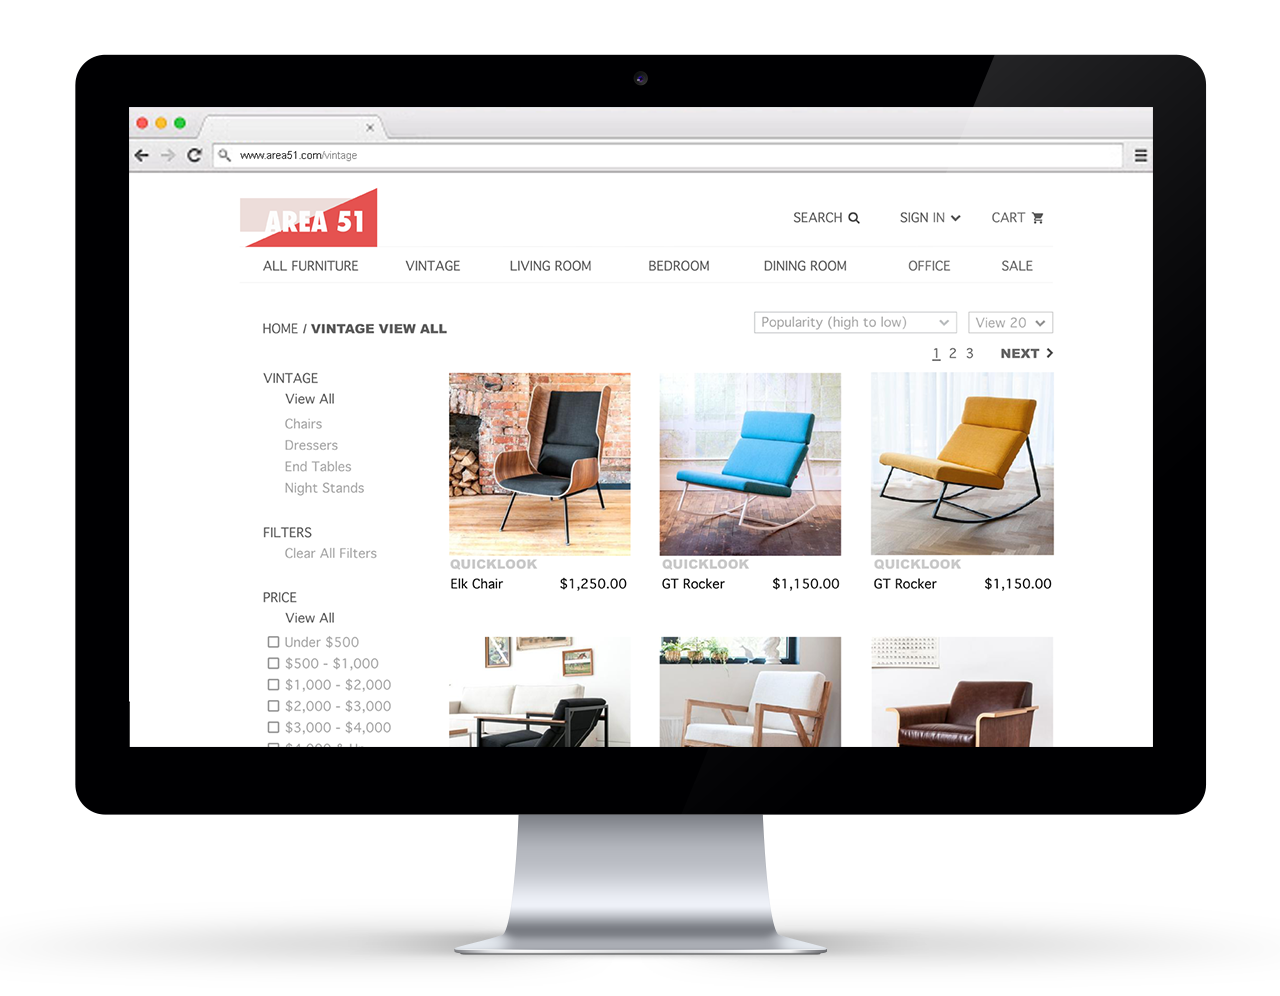 www.area51.com/vintage
AREA 51
SEARCH SIGN IN CART
ALL FURNITURE VINTAGE LIVING ROOM BEDROOM DINING ROOM OFFICE SALE
HOME / VINTAGE VIEW ALL
Popularity (high to low) View 20
1 2 3 NEXT
VINTAGE
View All
Chairs
Dressers
End Tables
Night Stands
FILTERS
Clear All Filters
PRICE
View All
Under $500
$500 - $1,000
$1,000 - $2,000
$2,000 - $3,000
$3,000 - $4,000
QUICKLOOK QUICKLOOK QUICKLOOK
Elk Chair $1,250.00 GT Rocker $1,150.00 GT Rocker $1,150.00